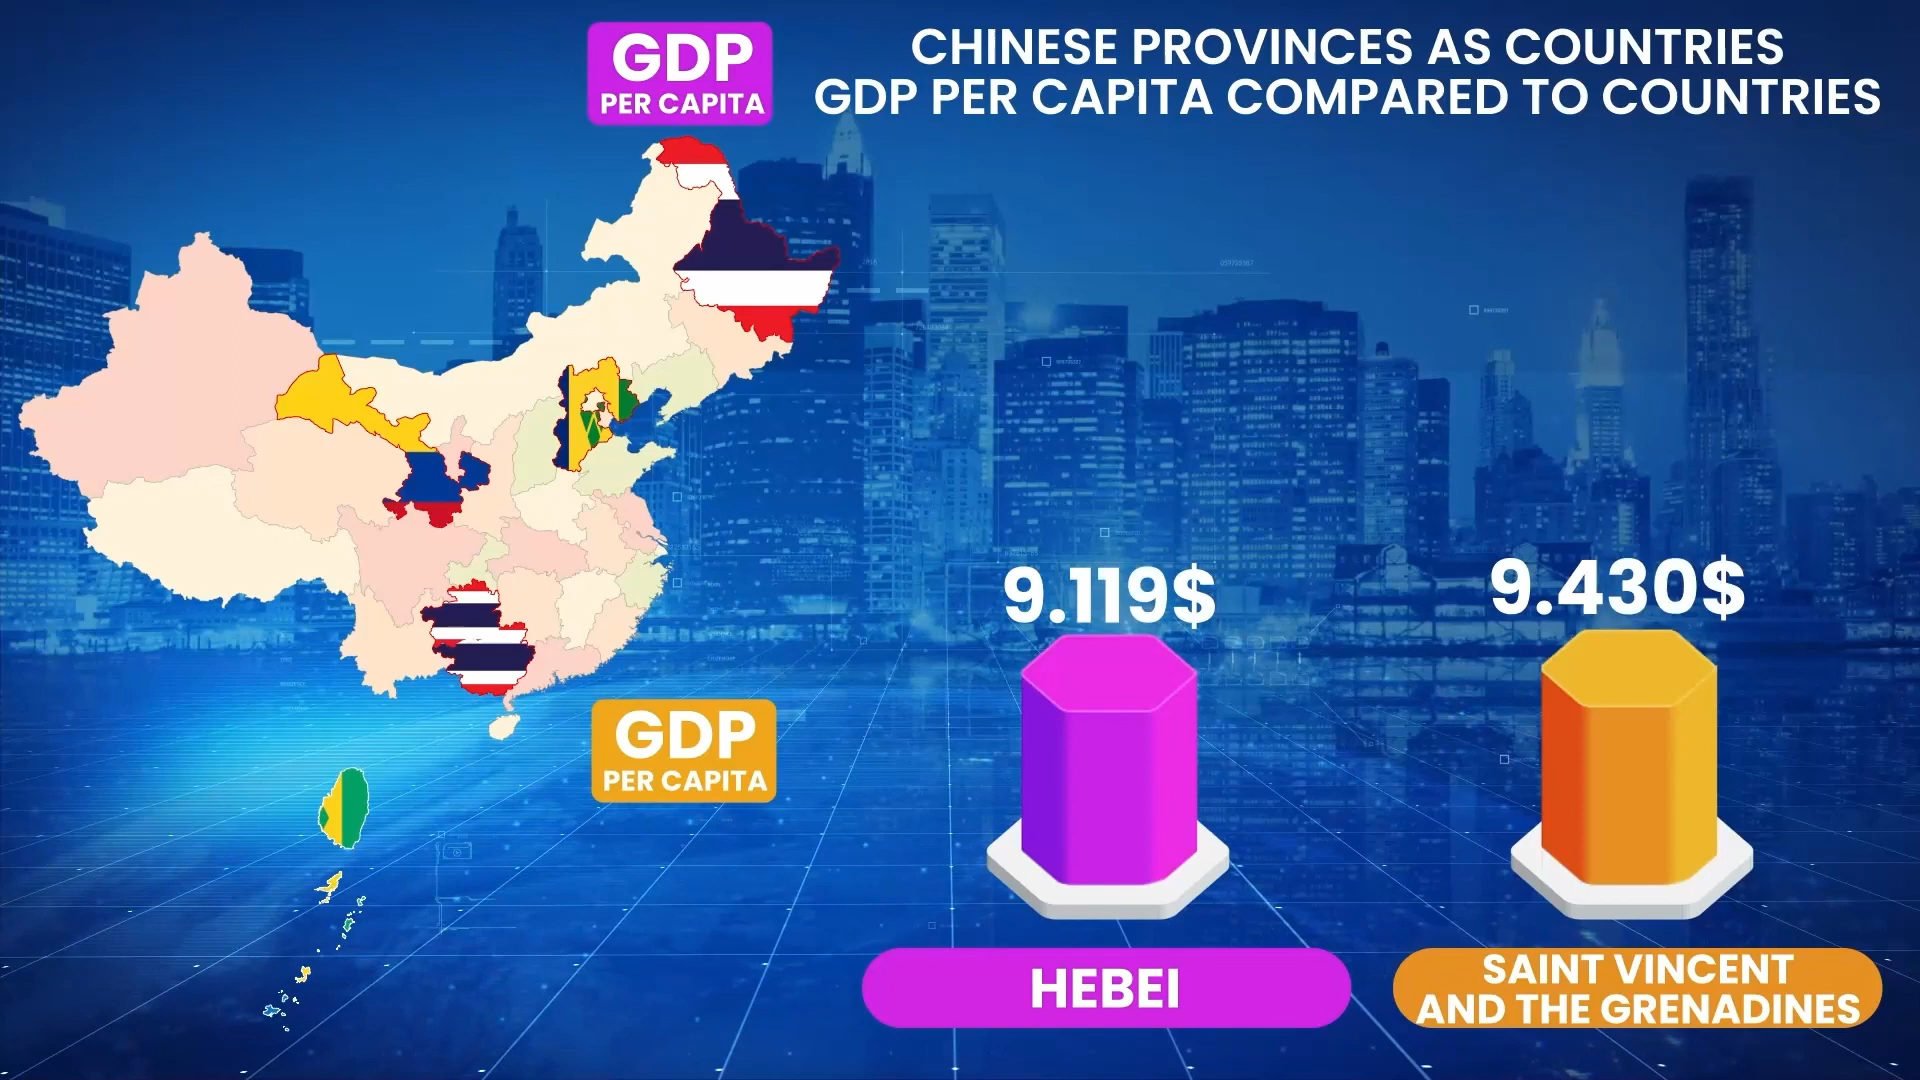 GDP
PER CAPITA
CHINESE PROVINCES AS COUNTRIES
GDP PER CAPITA COMPARED TO COUNTRIES
9.119$
9.430$
GDP
PER CAPITA
HEBEI
SAINT VINCENT
AND THE GRENADINES